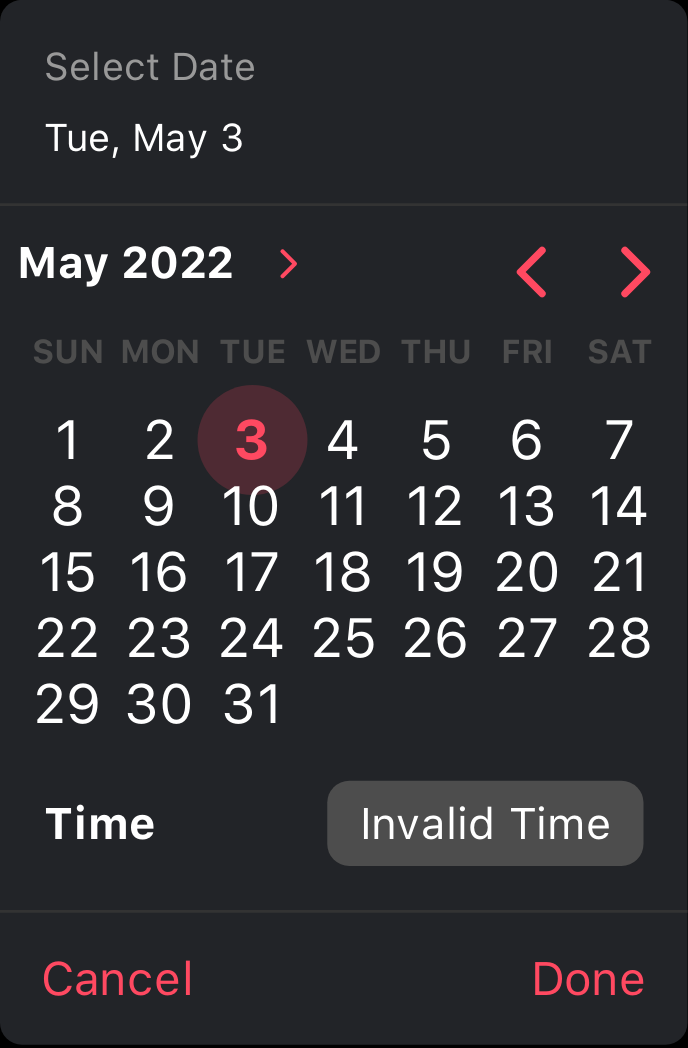 Select Date
Tue, May 3
May 2022
SUN MON TUE WED THU FRI SAT
1 2 3 4 5 6 7
8 9 10 11 12 13 14
15 16 17 18 19 20 21
22 23 24 25 26 27 28
29 30 31
Time Invalid Time
Cancel Done